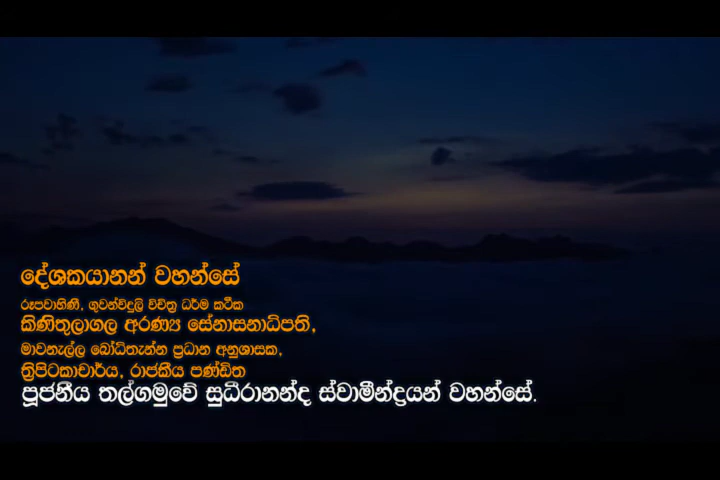 දේශකයානන් වහන්සේ
රූපවාහිණී, ගුවන්විදුලි විචිත්‍ර ධර්ම කථික
කිණිතුලාගල අරණ්‍ය සේනාසනාධිපති,
මාවනැල්ල බෝධිතැන්න ප්‍රධාන අනුශාසක,
ත්‍රිපිටකාචාර්ය, රාජකීය පණ්ඩිත
පූජනීය තල්ගමුවේ සුධීරානන්ද ස්වාමීන්ද්‍රයන් වහන්සේ.